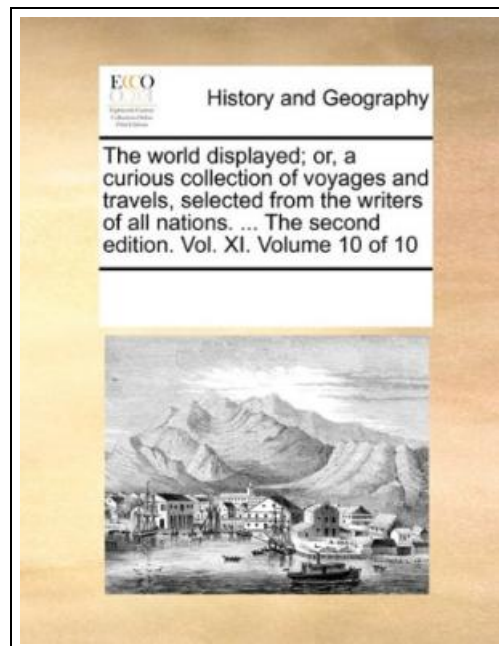 ECCO
History and Geography
The world displayed; or, a
curious collection of voyages and
travels, selected from the writers
of all nations. ... The second
edition. Vol. XI. Volume 10 of 10